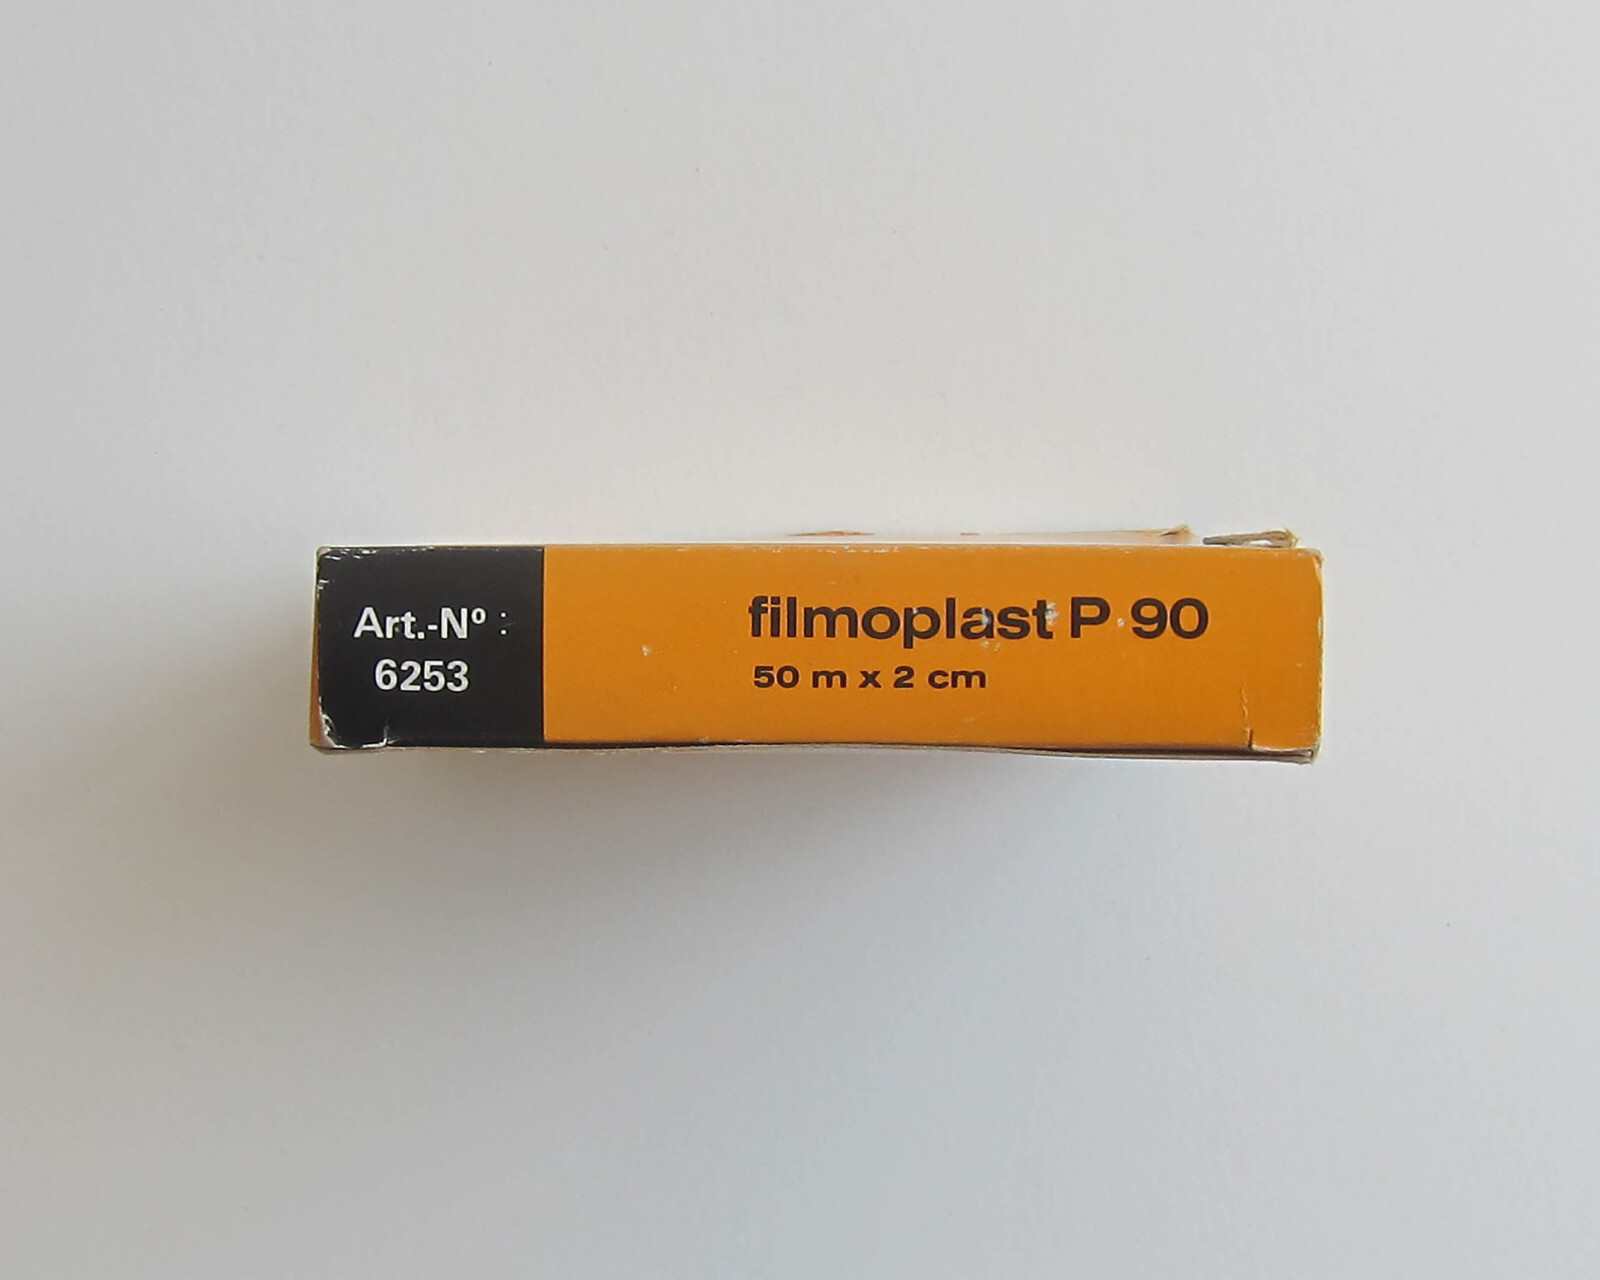 Art.-Nº :
6253
filmoplast P 90
50 m x 2 cm